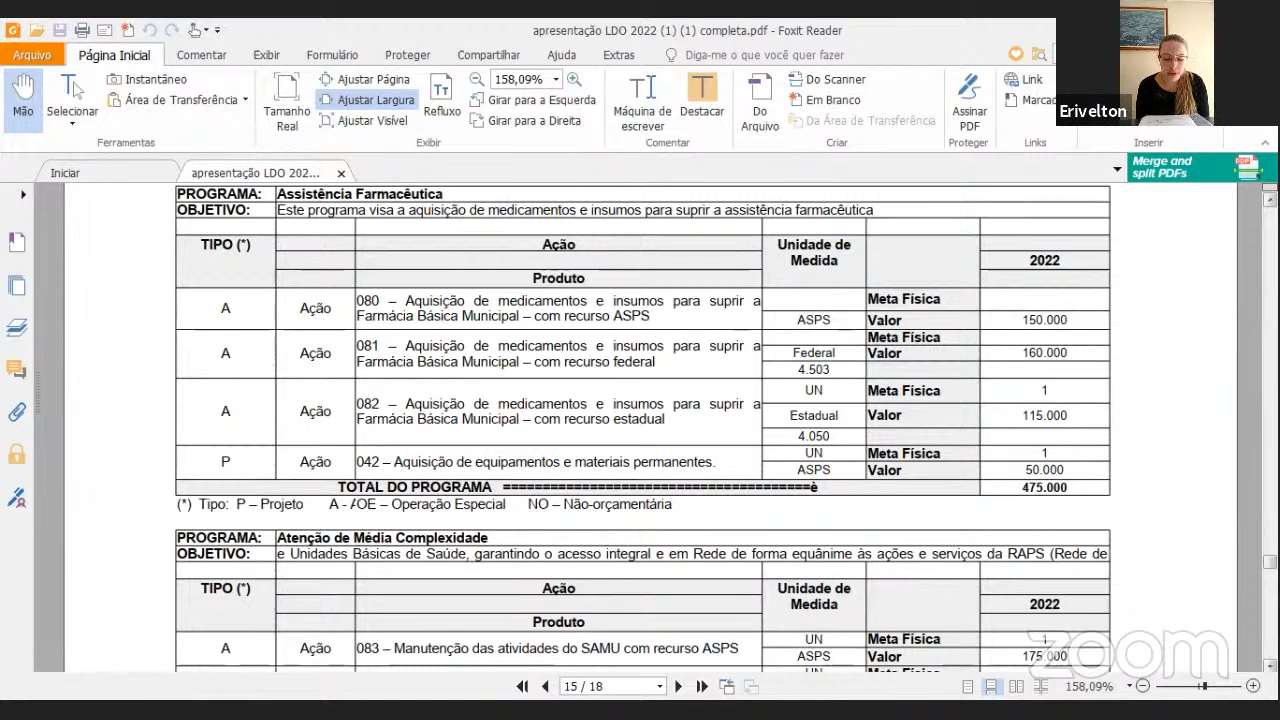 apresentação LDO 2022 (1) (1) completa.pdf - Foxit Reader
Arquivo Página Inicial Comentar Exibir Formulário Proteger Compartilhar Ajuda Extras Diga-me o que você quer fazer
Mão
Selecionar
Instantâneo
Área de Transferência
Ferramentas
Tamanho
Real
Ajustar Página
Ajustar Largura
Ajustar Visível
Refluxo
158,09%
Girar para a Esquerda
Girar para a Direita
Exibir
Máquina de
escrever
Destacar
Comentar
Do
Arquivo
Do Scanner
Em Branco
Da Área de Transferência
Criar
Assinar
PDF
Proteger
Link
Marcad
Links
Inserir
Erivelton
Iniciar
apresentação LDO 202...
Merge and
split PDFs
PROGRAMA: Assistência Farmacêutica
OBJETIVO: Este programa visa a aquisição de medicamentos e insumos para suprir a assistência farmacêutica
TIPO (*) Ação Unidade de
Medida 2022
Produto
A Ação 080 – Aquisição de medicamentos e insumos para suprir a Meta Física
Farmácia Básica Municipal – com recurso ASPS ASPS Valor 150.000
Meta Física
A Ação 081 – Aquisição de medicamentos e insumos para suprir a Federal Valor 160.000
Farmácia Básica Municipal – com recurso federal 4.503
UN Meta Física 1
A Ação 082 – Aquisição de medicamentos e insumos para suprir a
Farmácia Básica Municipal – com recurso estadual Estadual Valor 115.000
4.050
P Ação 042 – Aquisição de equipamentos e materiais permanentes. UN Meta Física 1
ASPS Valor 50.000
TOTAL DO PROGRAMA =====================================è 475.000
(*) Tipo: P – Projeto A - /OE – Operação Especial NO – Não-orçamentária
PROGRAMA: Atenção de Média Complexidade
OBJETIVO: e Unidades Básicas de Saúde, garantindo o acesso integral e em Rede de forma equânime às ações e serviços da RAPS (Rede de
TIPO (*) Ação Unidade de
Medida 2022
Produto
A Ação 083 – Manutenção das atividades do SAMU com recurso ASPS UN Meta Física 1
ASPS Valor 175.000
zoom
15 / 18
158,09%